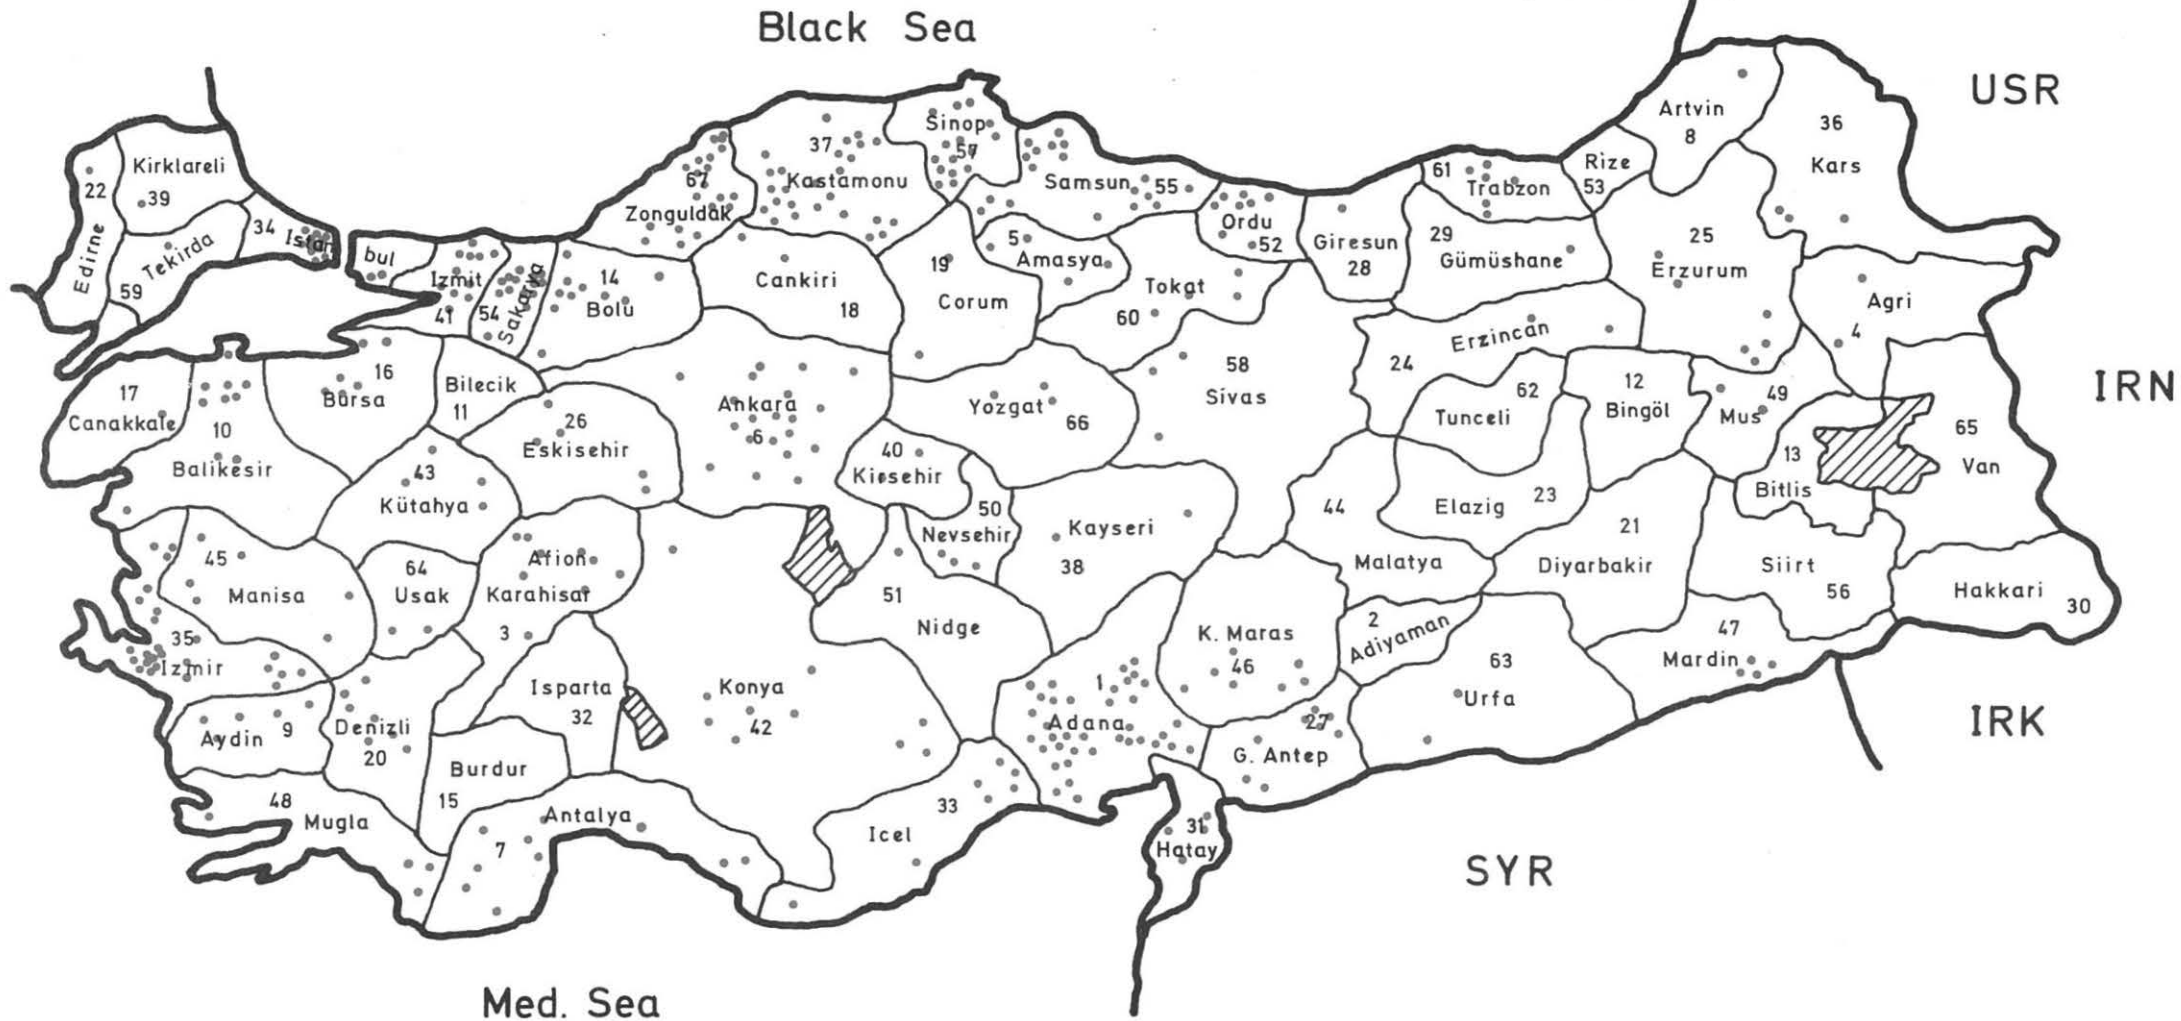 Black Sea
USR
Artvin
8
36
Kars
Sinop
57
37
Kastamonu
Kirklareli
39
22
Edirne
34
Istan
bul
Tekirda
59
67
Zonguldak
Samsun
55
61
Trabzon
Rize
53
Ordu
52
Giresun
28
29
Gümüshane
25
Erzurum
Izmit
41
54
Sakarya
14
Bolu
Cankiri
18
19
Corum
5
Amasya
Tokat
60
Agri
4
Erzincan
24
58
Sivas
IRN
17
Canakkale
16
Bursa
Bilecik
11
26
Eskisehir
Ankara
6
Yozgat
66
62
Tunceli
12
Bingöl
49
Mus
65
Van
10
Balikesir
43
Kütahya
40
Kirsehir
50
Nevsehir
Kayseri
38
44
Malatya
Elazig
23
21
Diyarbakir
13
Bitlis
Siirt
56
Hakkari
30
45
Manisa
64
Usak
Afion
Karahisar
3
51
Nidge
K. Maras
46
2
Adiyaman
63
Urfa
47
Mardin
35
Izmir
Isparta
32
Konya
42
1
Adana
27
G. Antep
IRK
Aydin
9
Denizli
20
Burdur
15
48
Mugla
7
Antalya
33
Icel
31
Hatay
SYR
Med. Sea